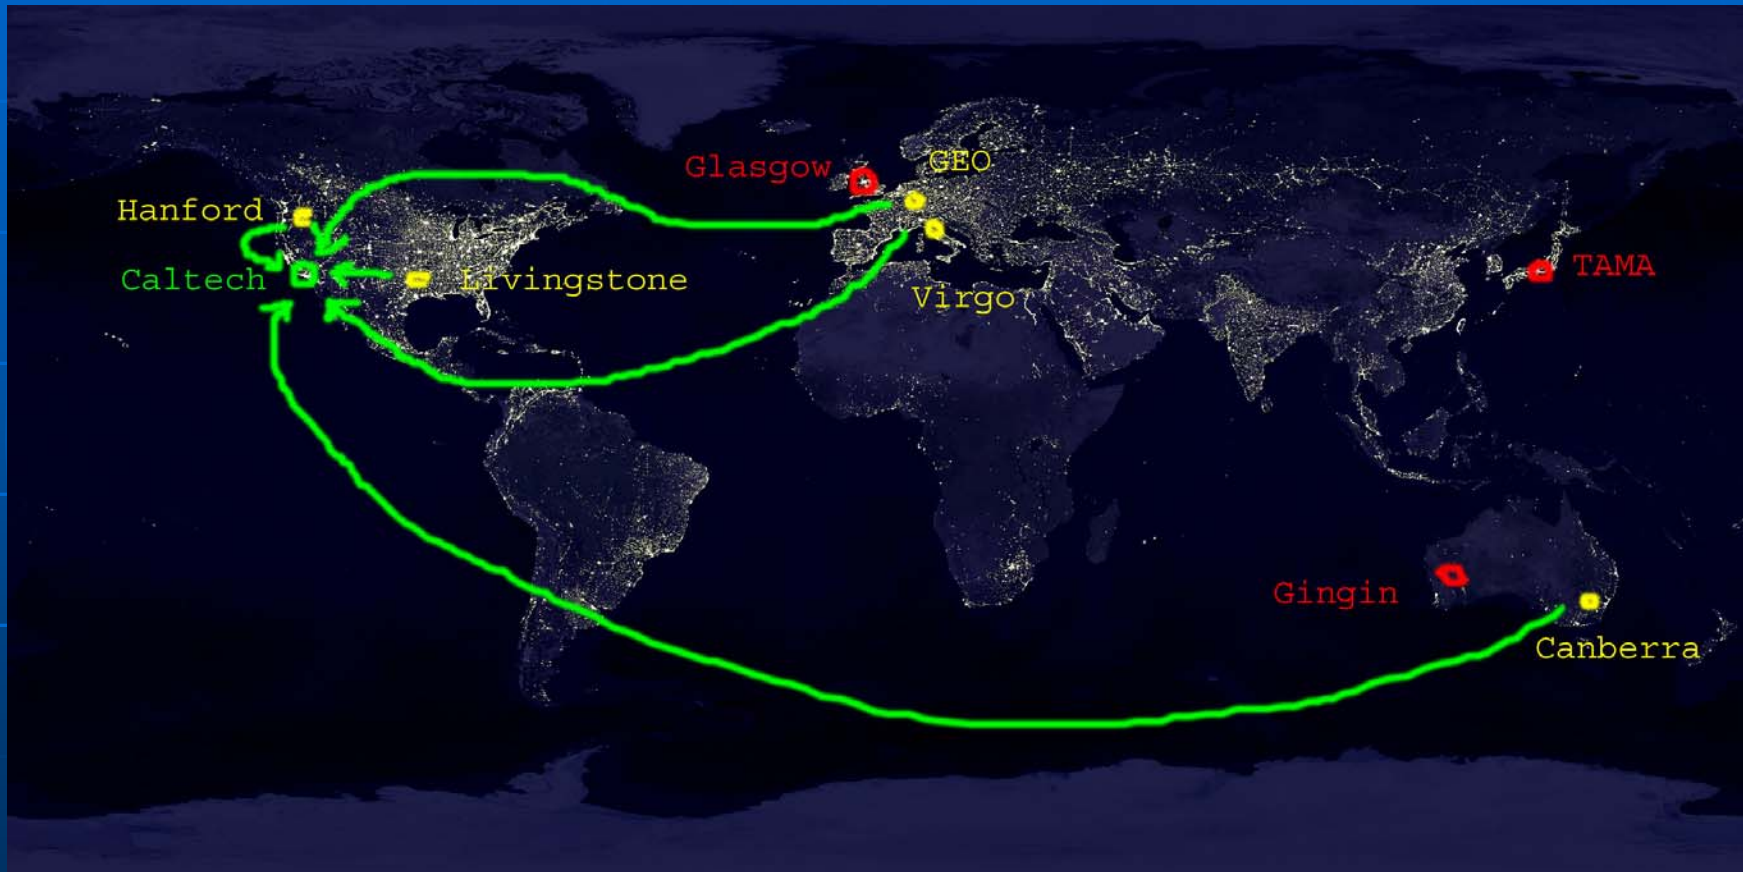 Glasgow
GEO
Hanford
TAMA
Caltech
Livingstone
Virgo
Gingin
Canberra